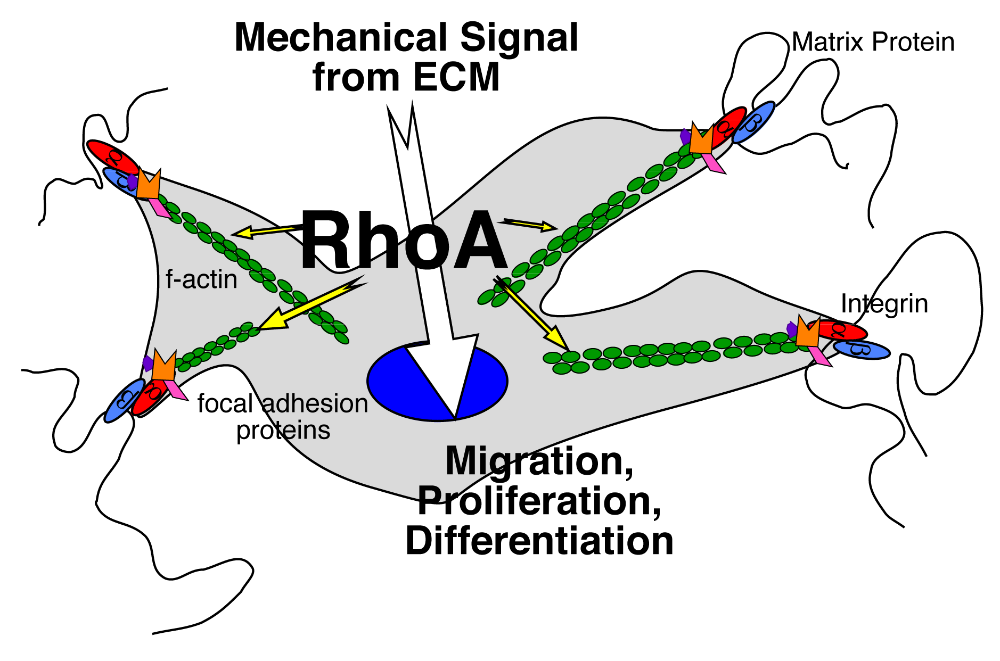 Mechanical Signal
from ECM
Matrix Protein
α
β
α
β
RhoA
f-actin
Integrin
α
β
α
β
focal adhesion
proteins
Migration,
Proliferation,
Differentiation